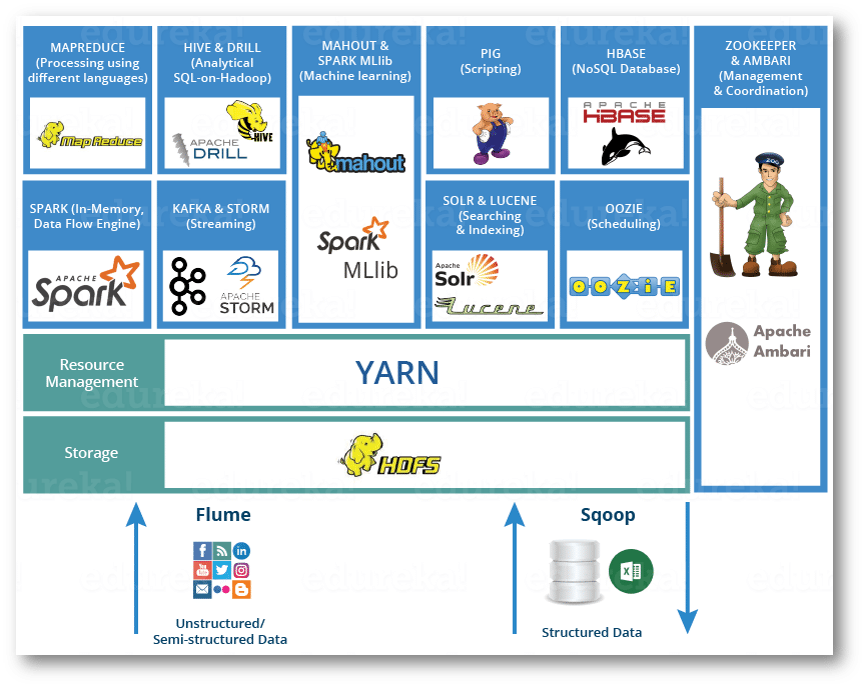 MAPREDUCE
(Processing using
different languages)
Map Reduce
HIVE & DRILL
(Analytical
SQL-on-Hadoop)
HIVE
APACHE
DRILL
MAHOUT &
SPARK MLlib
(Machine learning)
mahout
Spark
MLlib
PIG
(Scripting)
HBASE
(NoSQL Database)
APACHE
HBASE
ZOOKEEPER
& AMBARI
(Management
& Coordination)
ZOO
Apache
Ambari
SPARK (In-Memory,
Data Flow Engine)
APACHE
Spark
KAFKA & STORM
(Streaming)
APACHE
STORM
SOLR & LUCENE
(Searching
& Indexing)
Apache
Solr
Lucene
OOZIE
(Scheduling)
OOZIE
Resource
Management
YARN
Storage
HDFS
Flume
Sqoop
f
in
You
Tube
X
Unstructured/
Semi-structured Data
Structured Data
edureka!